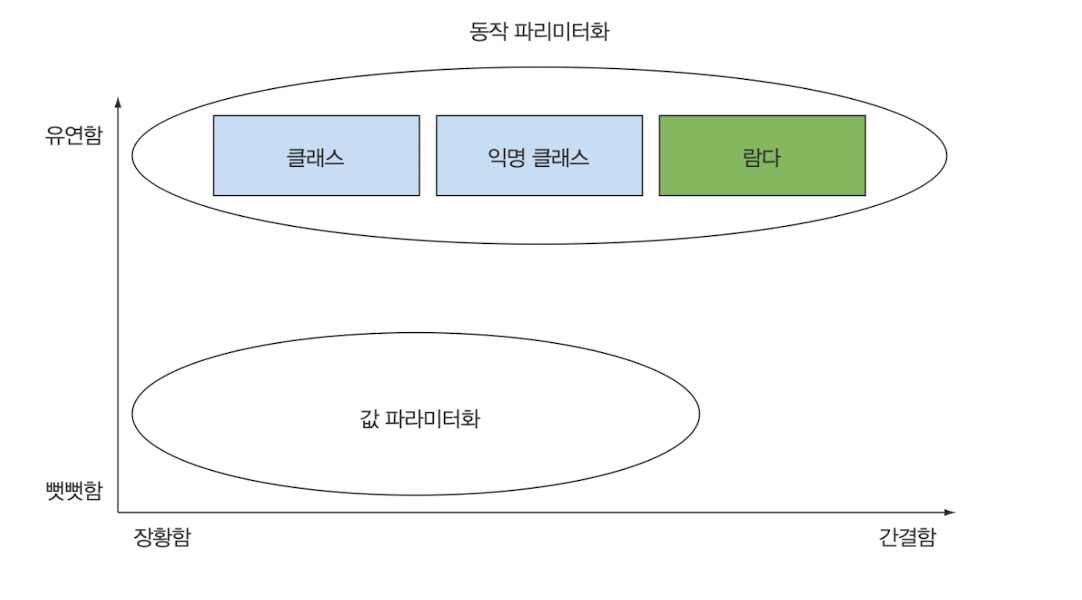 동작 파리미터화
유연함
클래스
익명 클래스
람다
값 파라미터화
뻣뻣함
장황함
간결함